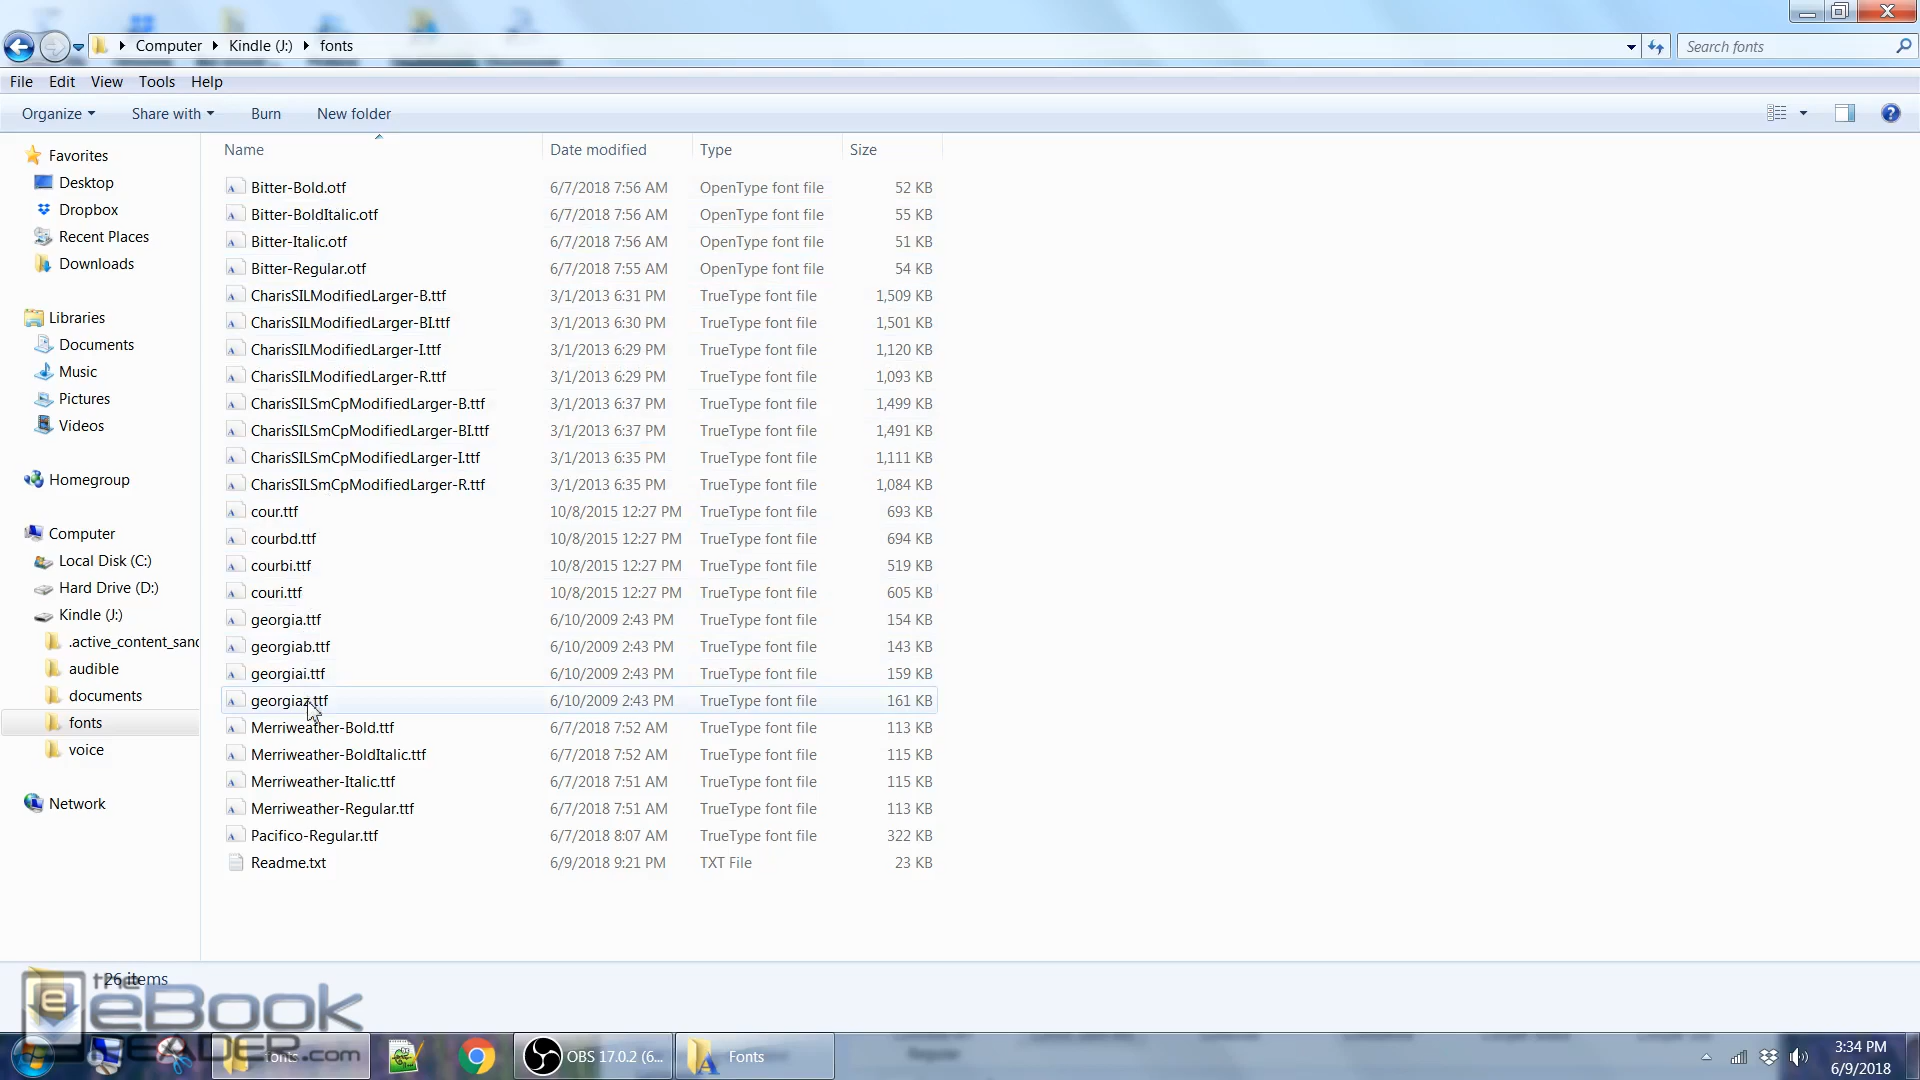 Computer Kindle (J:) fonts
Search fonts
File Edit View Tools Help
Organize Share with Burn New folder
Name Date modified Type Size
Favorites
Desktop
Dropbox
Recent Places
Downloads
Libraries
Documents
Music
Pictures
Videos
Homegroup
Computer
Local Disk (C:)
Hard Drive (D:)
Kindle (J:)
.active_content_sand
audible
documents
fonts
voice
Network
Bitter-Bold.otf 6/7/2018 7:56 AM OpenType font file 52 KB
Bitter-BoldItalic.otf 6/7/2018 7:56 AM OpenType font file 55 KB
Bitter-Italic.otf 6/7/2018 7:56 AM OpenType font file 51 KB
Bitter-Regular.otf 6/7/2018 7:55 AM OpenType font file 54 KB
CharisSILModifiedLarger-B.ttf 3/1/2013 6:31 PM TrueType font file 1,509 KB
CharisSILModifiedLarger-BI.ttf 3/1/2013 6:30 PM TrueType font file 1,501 KB
CharisSILModifiedLarger-I.ttf 3/1/2013 6:29 PM TrueType font file 1,120 KB
CharisSILModifiedLarger-R.ttf 3/1/2013 6:29 PM TrueType font file 1,093 KB
CharisSILSmCpModifiedLarger-B.ttf 3/1/2013 6:37 PM TrueType font file 1,499 KB
CharisSILSmCpModifiedLarger-BI.ttf 3/1/2013 6:37 PM TrueType font file 1,491 KB
CharisSILSmCpModifiedLarger-I.ttf 3/1/2013 6:35 PM TrueType font file 1,111 KB
CharisSILSmCpModifiedLarger-R.ttf 3/1/2013 6:35 PM TrueType font file 1,084 KB
cour.ttf 10/8/2015 12:27 PM TrueType font file 693 KB
courbd.ttf 10/8/2015 12:27 PM TrueType font file 694 KB
courbi.ttf 10/8/2015 12:27 PM TrueType font file 519 KB
couri.ttf 10/8/2015 12:27 PM TrueType font file 605 KB
georgia.ttf 6/10/2009 2:43 PM TrueType font file 154 KB
georgiab.ttf 6/10/2009 2:43 PM TrueType font file 143 KB
georgiai.ttf 6/10/2009 2:43 PM TrueType font file 159 KB
georgiaz.ttf 6/10/2009 2:43 PM TrueType font file 161 KB
Merriweather-Bold.ttf 6/7/2018 7:52 AM TrueType font file 113 KB
Merriweather-BoldItalic.ttf 6/7/2018 7:52 AM TrueType font file 115 KB
Merriweather-Italic.ttf 6/7/2018 7:51 AM TrueType font file 115 KB
Merriweather-Regular.ttf 6/7/2018 7:51 AM TrueType font file 113 KB
Pacifico-Regular.ttf 6/7/2018 8:07 AM TrueType font file 322 KB
Readme.txt 6/9/2018 9:21 PM TXT File 23 KB
26 items
the
eBook
READER.com
fonts OBS 17.0.2 (6... Fonts
3:34 PM
6/9/2018